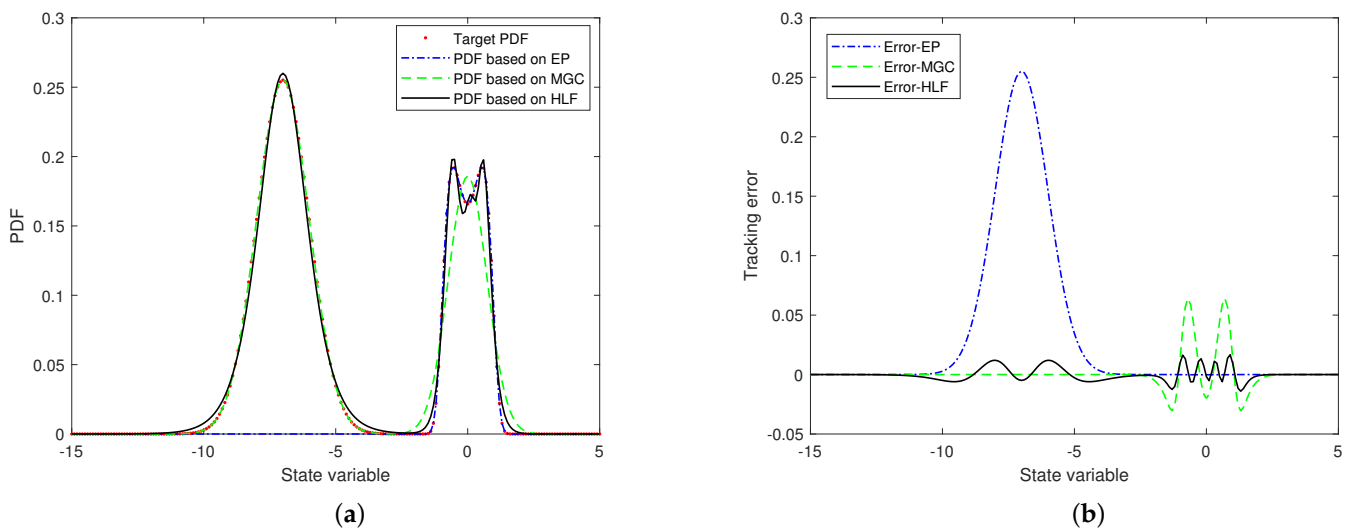 0.3
0.25
0.2
0.15
0.1
0.05
0
-15
-10
-5
0
5
PDF
State variable
Target PDF
PDF based on EP
PDF based on MGC
PDF based on HLF
(a)
0.3
0.25
0.2
0.15
0.1
0.05
0
-0.05
-15
-10
-5
0
5
Tracking error
State variable
Error-EP
Error-MGC
Error-HLF
(b)